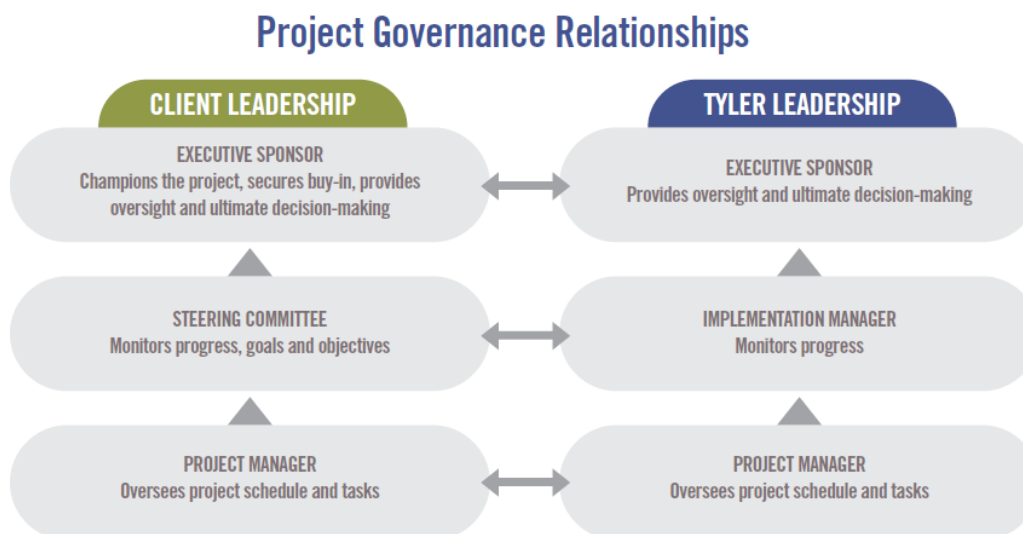 Project Governance Relationships
CLIENT LEADERSHIP
EXECUTIVE SPONSOR
Champions the project, secures buy-in, provides
oversight and ultimate decision-making
STEERING COMMITTEE
Monitors progress, goals and objectives
PROJECT MANAGER
Oversees project schedule and tasks
TYLER LEADERSHIP
EXECUTIVE SPONSOR
Provides oversight and ultimate decision-making
IMPLEMENTATION MANAGER
Monitors progress
PROJECT MANAGER
Oversees project schedule and tasks